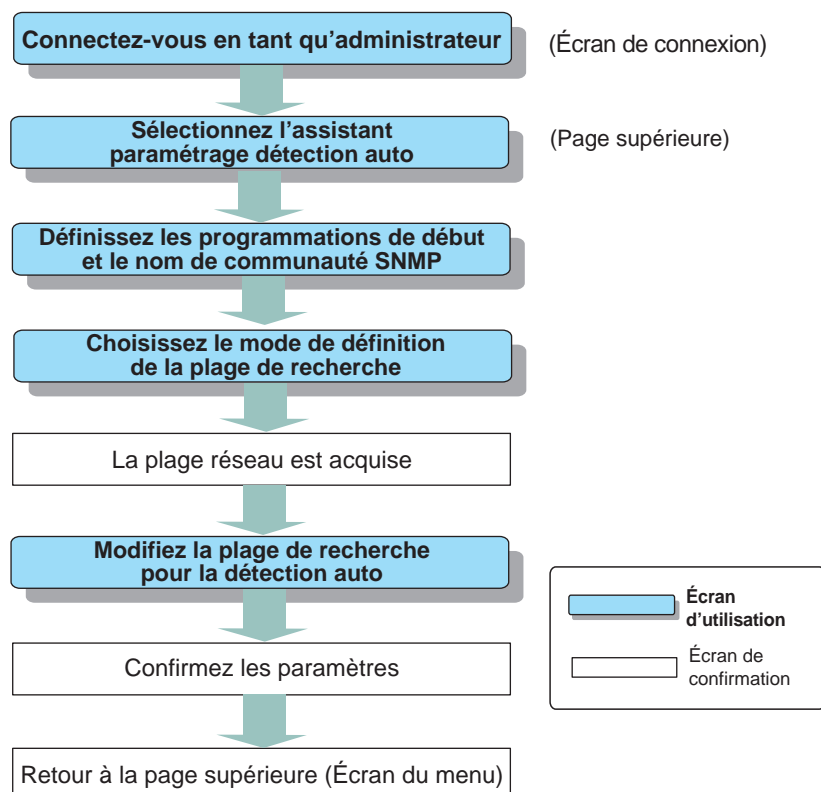 Connectez-vous en tant qu’administrateur
(Écran de connexion)
Sélectionnez l’assistant
paramétrage détection auto
(Page supérieure)
Définissez les programmations de début
et le nom de communauté SNMP
Choisissez le mode de définition
de la plage de recherche
La plage réseau est acquise
Modifiez la plage de recherche
pour la détection auto
Confirmez les paramètres
Retour à la page supérieure (Écran du menu)
Écran
d’utilisation
Écran de
confirmation